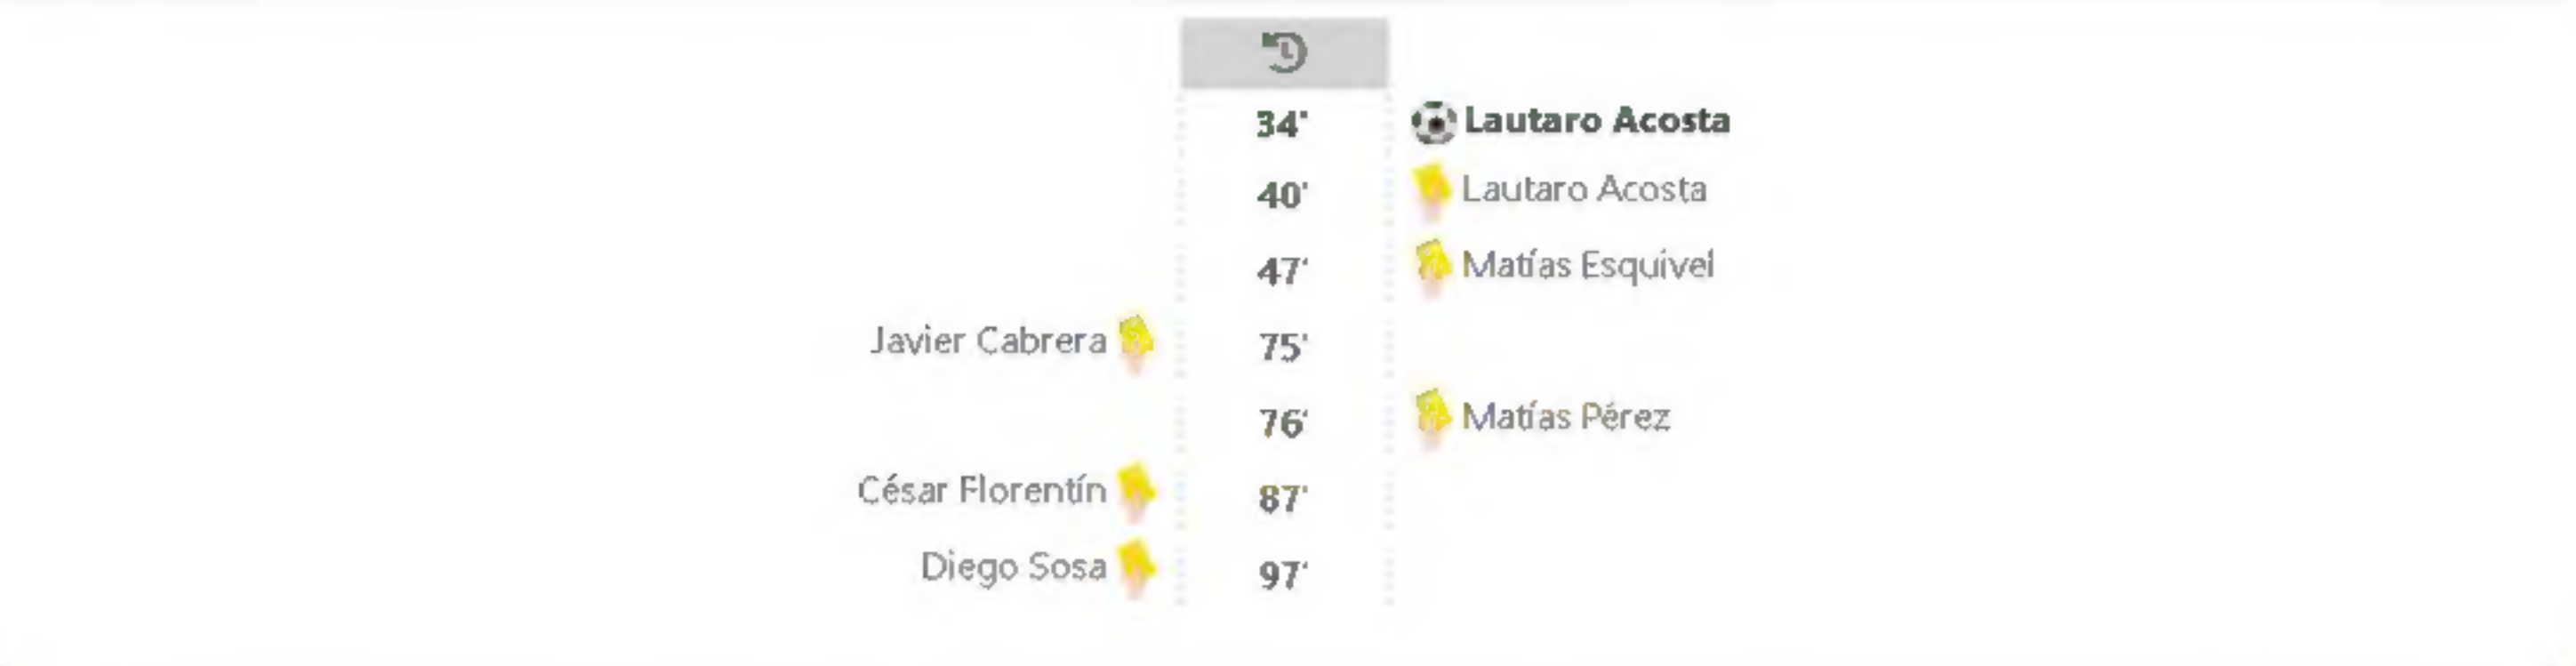 34' Lautaro Acosta
40' Lautaro Acosta
47' Matías Esquivel
Javier Cabrera 75'
76' Matías Pérez
César Florentín 87'
Diego Sosa 97'